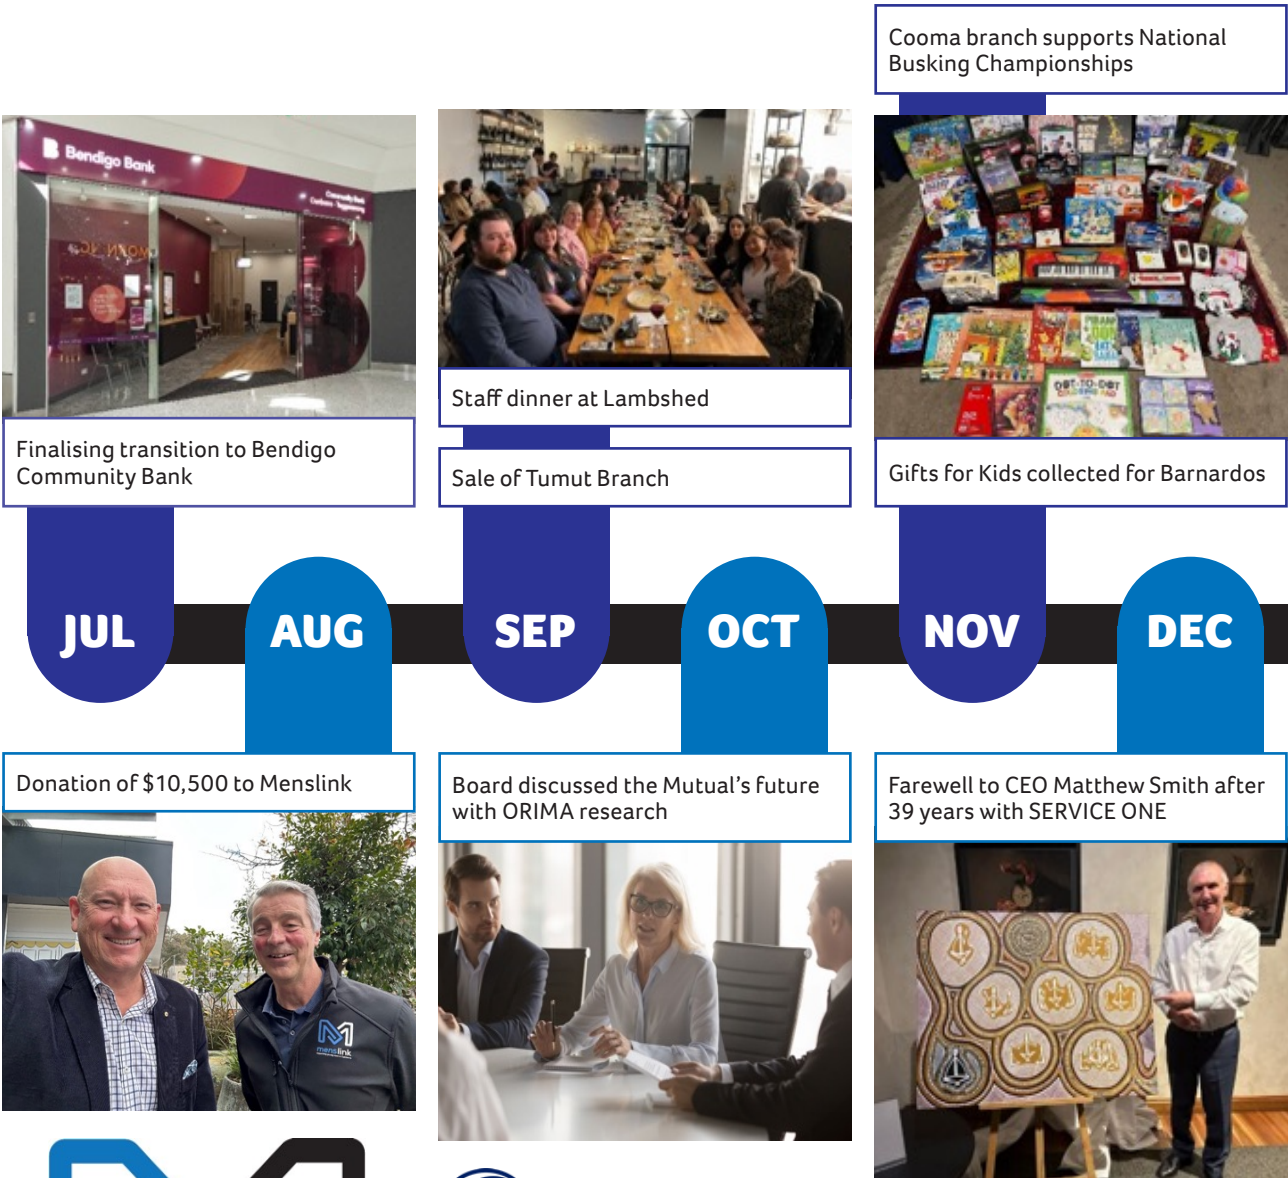 Cooma branch supports National
Busking Championships
Bendigo Bank
Finalising transition to Bendigo
Community Bank
Staff dinner at Lambshed
Sale of Tumut Branch
DOT-TO-DOT
Gifts for Kids collected for Barnardos
JUL
AUG
SEP
OCT
NOV
DEC
Donation of $10,500 to Menslink
menslink
Board discussed the Mutual’s future
with ORIMA research
Farewell to CEO Matthew Smith after
39 years with SERVICE ONE